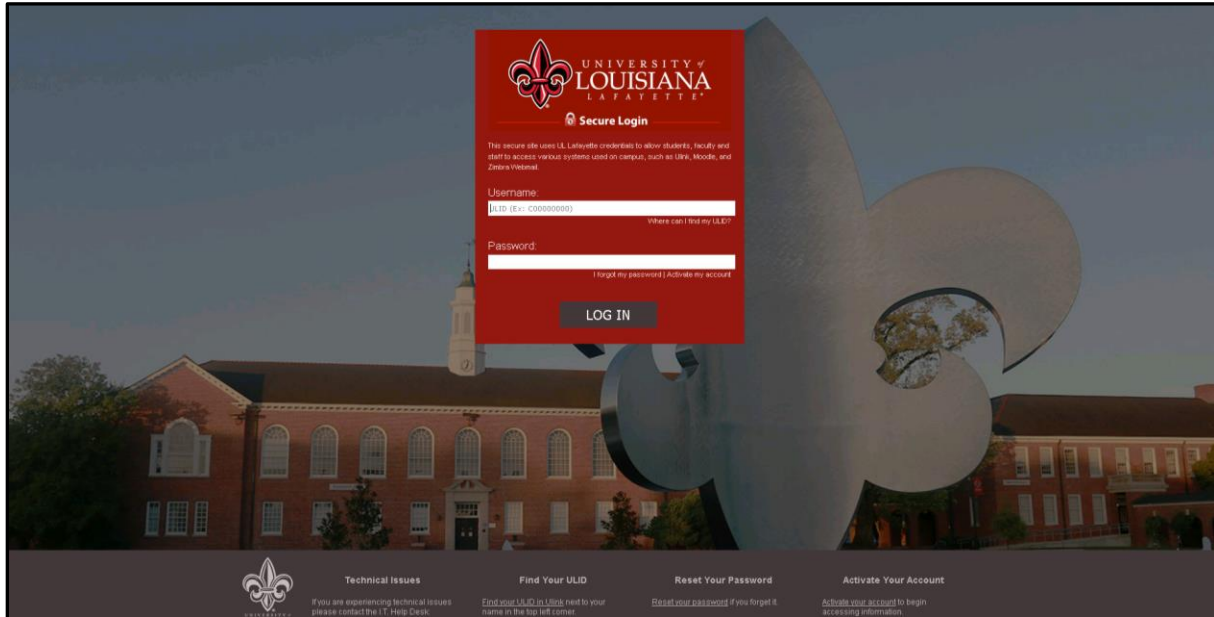 UNIVERSITY of
LOUISIANA
LAFAYETTE®
Secure Login
This secure site uses UL Lafayette credentials to allow students, faculty and
staff to access various systems used on campus, such as Ulink, Moodle, and
Zimbra Webmail.
Username:
ULID (Ex: C00000000)
Where can I find my ULID?
Password:
I forgot my password | Activate my account
LOG IN
Technical Issues
If you are experiencing technical issues
please contact the I.T. Help Desk:
Find Your ULID
Find your ULID in Ulink next to your
name in the top left corner.
Reset Your Password
Reset your password if you forget it.
Activate Your Account
Activate your account to begin
accessing information.
UNIVERSITY